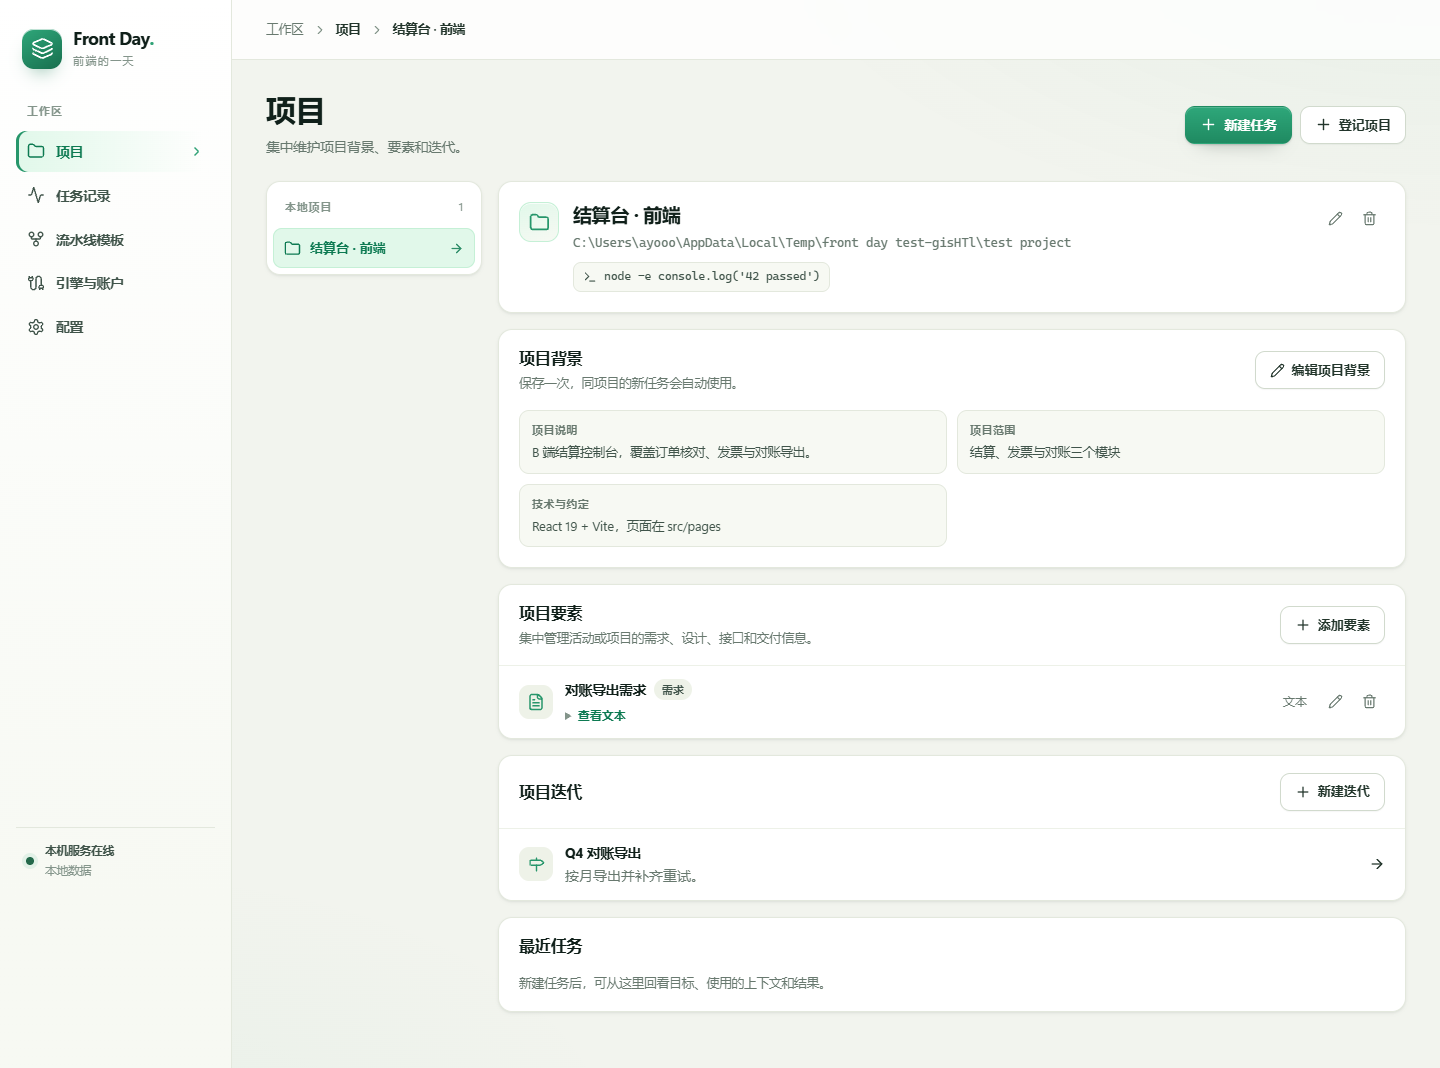 Front Day.
前端的一天
工作区
项目
任务记录
流水线模板
引擎与账户
配置
本机服务在线
本地数据
工作区 > 项目 > 结算台 · 前端
项目
集中维护项目背景、要素和迭代。
新建任务
登记项目
本地项目 1
结算台 · 前端
结算台 · 前端
C:\Users\ayooo\AppData\Local\Temp\front day test-gisHTl\test project
>_ node -e console.log('42 passed')
项目背景
保存一次，同项目的新任务会自动使用。
编辑项目背景
项目说明
B 端结算控制台，覆盖订单核对、发票与对账导出。
项目范围
结算、发票与对账三个模块
技术与约定
React 19 + Vite，页面在 src/pages
项目要素
集中管理活动或项目的需求、设计、接口和交付信息。
添加要素
对账导出需求 需求
查看文本
文本
项目迭代
新建迭代
Q4 对账导出
按月导出并补齐重试。
最近任务
新建任务后，可从这里回看目标、使用的上下文和结果。